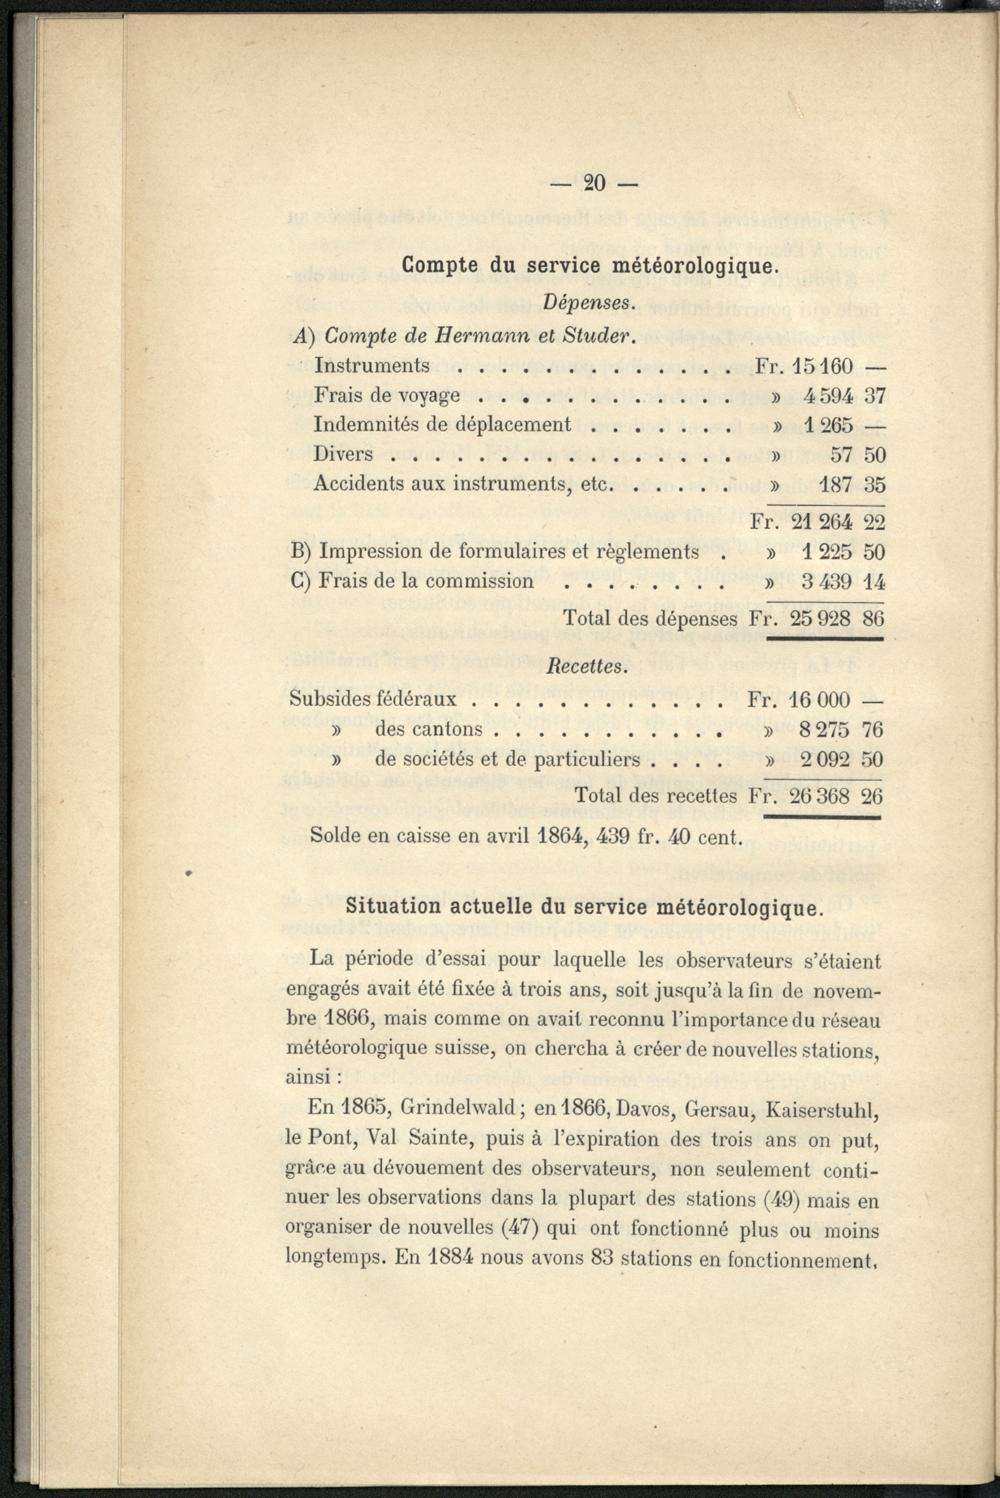 — 20 —
Compte du service météorologique.
Dépenses.
A) Compte de Hermann et Studer.
Instruments . . . . . . . . . . . . . Fr. 15 160 —
Frais de voyage . . . . . . . . . . . . » 4 594 37
Indemnités de déplacement . . . . . . . » 1 265 —
Divers . . . . . . . . . . . . . . . . » 57 50
Accidents aux instruments, etc. . . . . . » 187 35
Fr. 21 264 22
B) Impression de formulaires et règlements . » 1 225 50
C) Frais de la commission . . . . . . . . » 3 439 14
Total des dépenses Fr. 25 928 86
Recettes.
Subsides fédéraux . . . . . . . . . . . . Fr. 16 000 —
» des cantons . . . . . . . . . . . » 8 275 76
» de sociétés et de particuliers . . . . » 2 092 50
Total des recettes Fr. 26 368 26
Solde en caisse en avril 1864, 439 fr. 40 cent.
Situation actuelle du service météorologique.
La période d'essai pour laquelle les observateurs s'étaient
engagés avait été fixée à trois ans, soit jusqu'à la fin de novem-
bre 1866, mais comme on avait reconnu l'importance du réseau
météorologique suisse, on chercha à créer de nouvelles stations,
ainsi :
En 1865, Grindelwald ; en 1866, Davos, Gersau, Kaiserstuhl,
le Pont, Val Sainte, puis à l'expiration des trois ans on put,
grâce au dévouement des observateurs, non seulement conti-
nuer les observations dans la plupart des stations (49) mais en
organiser de nouvelles (47) qui ont fonctionné plus ou moins
longtemps. En 1884 nous avons 83 stations en fonctionnement,